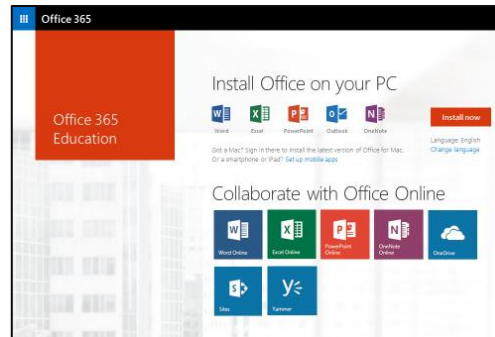 Office 365
Office 365
Education
Install Office on your PC
Word Excel PowerPoint Outlook OneNote
Install now
Got a Mac? Sign in there to install the latest version of Office for Mac.
Or a smartphone or iPad? Set up mobile apps
Language: English
Change language
Collaborate with Office Online
Word Online Excel Online PowerPoint Online OneNote Online OneDrive
Sites Yammer